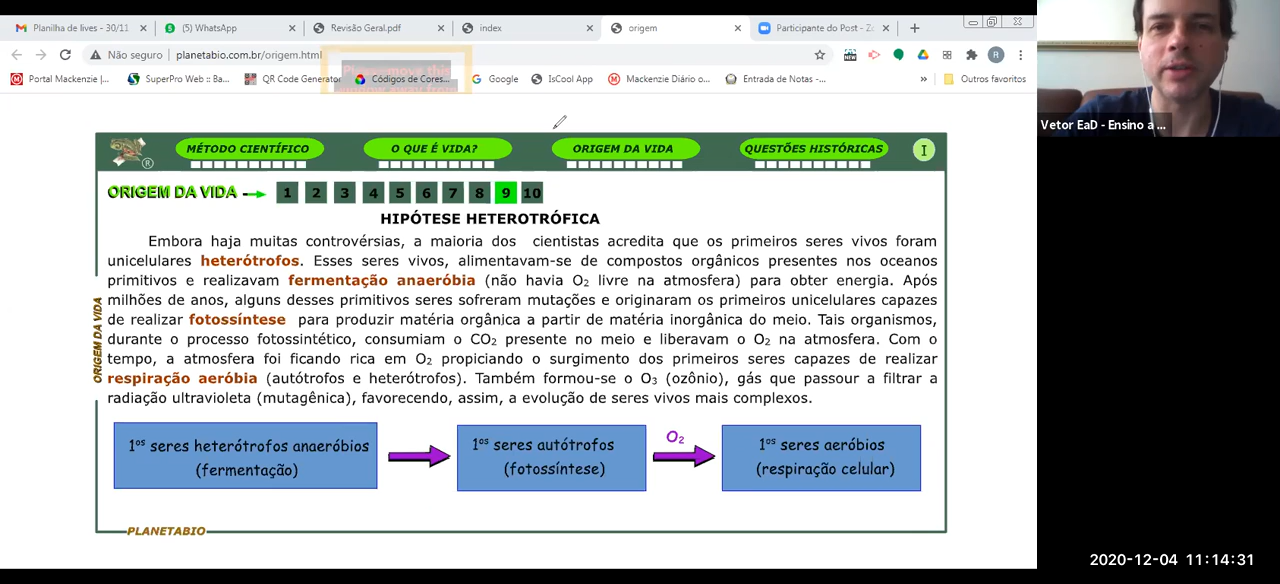 Planilha de lives - 30/11
(5) WhatsApp
Revisão Geral.pdf
index
origem
Participante do Post - Z
Não seguro | planetabio.com.br/origem.html
Please move this
window away from
Portal Mackenzie |...
SuperPro Web :: Ba...
QR Code Generator
Códigos de Cores...
Google
IsCool App
Mackenzie Diário o...
Entrada de Notas -...
»
Outros favoritos
R
Vetor EaD - Ensino a ...
MÉTODO CIENTÍFICO
O QUE É VIDA?
ORIGEM DA VIDA
QUESTÕES HISTÓRICAS
I
®
ORIGEM DA VIDA
1 2 3 4 5 6 7 8 9 10
HIPÓTESE HETEROTRÓFICA
Embora haja muitas controvérsias, a maioria dos cientistas acredita que os primeiros seres vivos foram
unicelulares heterótrofos. Esses seres vivos, alimentavam-se de compostos orgânicos presentes nos oceanos
primitivos e realizavam fermentação anaeróbia (não havia O₂ livre na atmosfera) para obter energia. Após
milhões de anos, alguns desses primitivos seres sofreram mutações e originaram os primeiros unicelulares capazes
de realizar fotossíntese para produzir matéria orgânica a partir de matéria inorgânica do meio. Tais organismos,
durante o processo fotossintético, consumiam o CO₂ presente no meio e liberavam o O₂ na atmosfera. Com o
tempo, a atmosfera foi ficando rica em O₂ propiciando o surgimento dos primeiros seres capazes de realizar
respiração aeróbia (autótrofos e heterótrofos). Também formou-se o O₃ (ozônio), gás que passour a filtrar a
radiação ultravioleta (mutagênica), favorecendo, assim, a evolução de seres vivos mais complexos.
ORIGEM DA VIDA
1ºˢ seres heterótrofos anaeróbios
(fermentação)
1ºˢ seres autótrofos
(fotossíntese)
O₂
1ºˢ seres aeróbios
(respiração celular)
PLANETABIO
2020-12-04 11:14:31